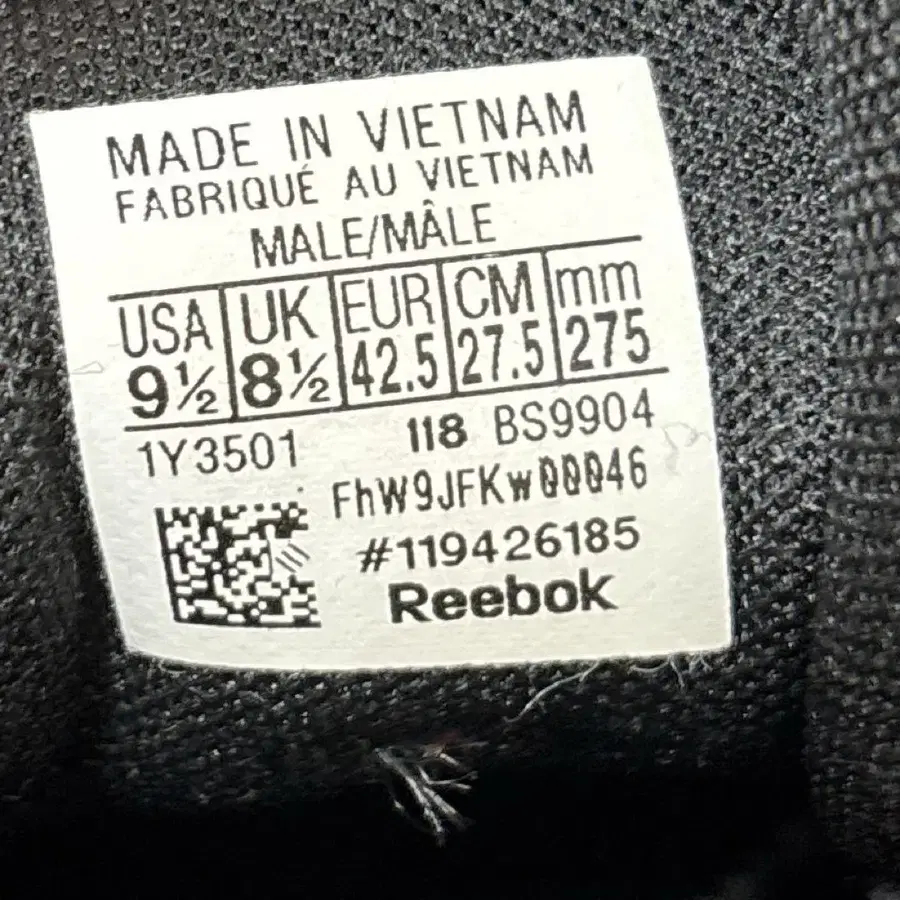 MADE IN VIETNAM
FABRIQUÉ AU VIETNAM
MALE/MÂLE
USA UK EUR CM mm
9½ 8½ 42.5 27.5 275
1Y3501 118 BS9904
FhW9JFKw00046
#119426185
Reebok